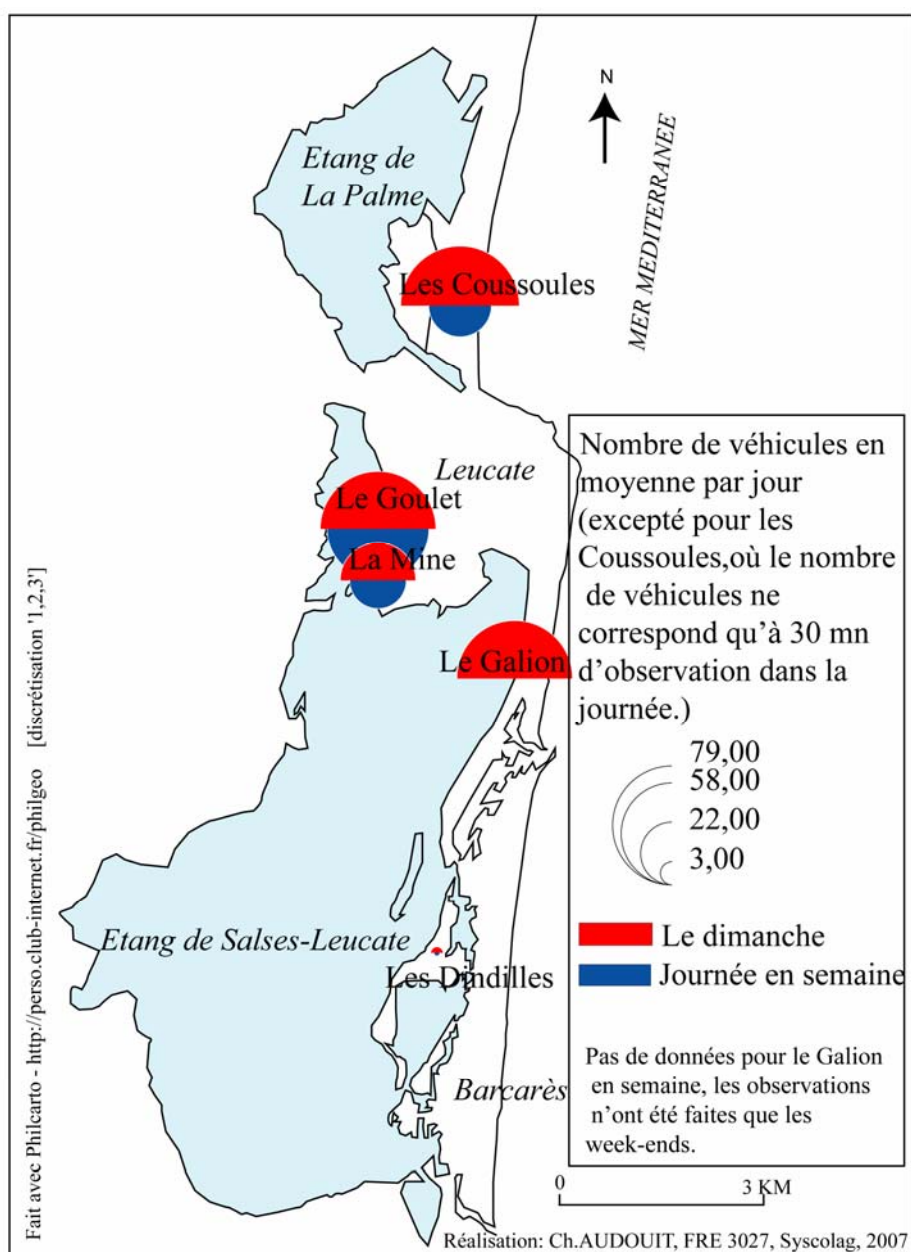 N
Etang de
La Palme
MER MEDITERRANEE
Les Coussoules
Leucate
Le Goulet
La Mine
Le Galion
Nombre de véhicules en
moyenne par jour
(excepté pour les
Coussoules,où le nombre
de véhicules ne
correspond qu'à 30 mn
d'observation dans la
journée.)
79,00
58,00
22,00
3,00
Le dimanche
Journée en semaine
Etang de Salses-Leucate
Les Dindilles
Barcarès
Pas de données pour le Galion
en semaine, les observations
n'ont été faites que les
week-ends.
0 3 KM
Réalisation: Ch.AUDOUIT, FRE 3027, Syscolag, 2007
Fait avec Philcarto - http://perso.club-internet.fr/philgeo [discrétisation '1,2,3']